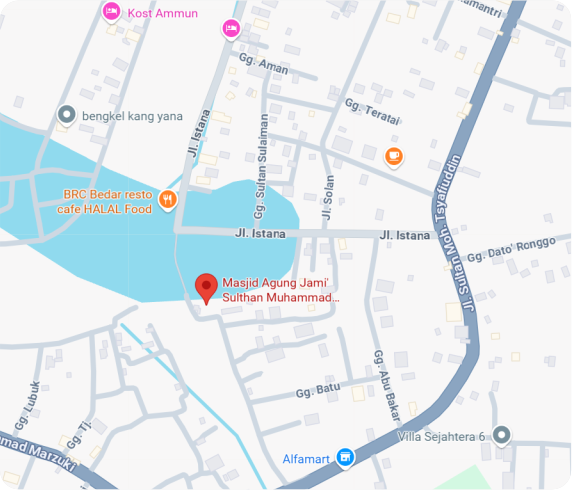 Kost Ammun
amantri
Gg. Aman
Gg. Teratai
bengkel kang yana
Jl. Istana
Gg. Sultan Sulaiman
Jl. Solan
Jl. Sultan Moh. Tsyafiuddin
BRC Bedar resto
cafe HALAL Food
Jl. Istana
Jl. Istana
Gg. Dato' Ronggo
Masjid Agung Jami'
Sulthan Muhammad...
Gg. Lubuk
Gg. Tj.
Gg. Batu
Gg. Abu Bakar
mad Marzuki
Villa Sejahtera 6
Alfamart